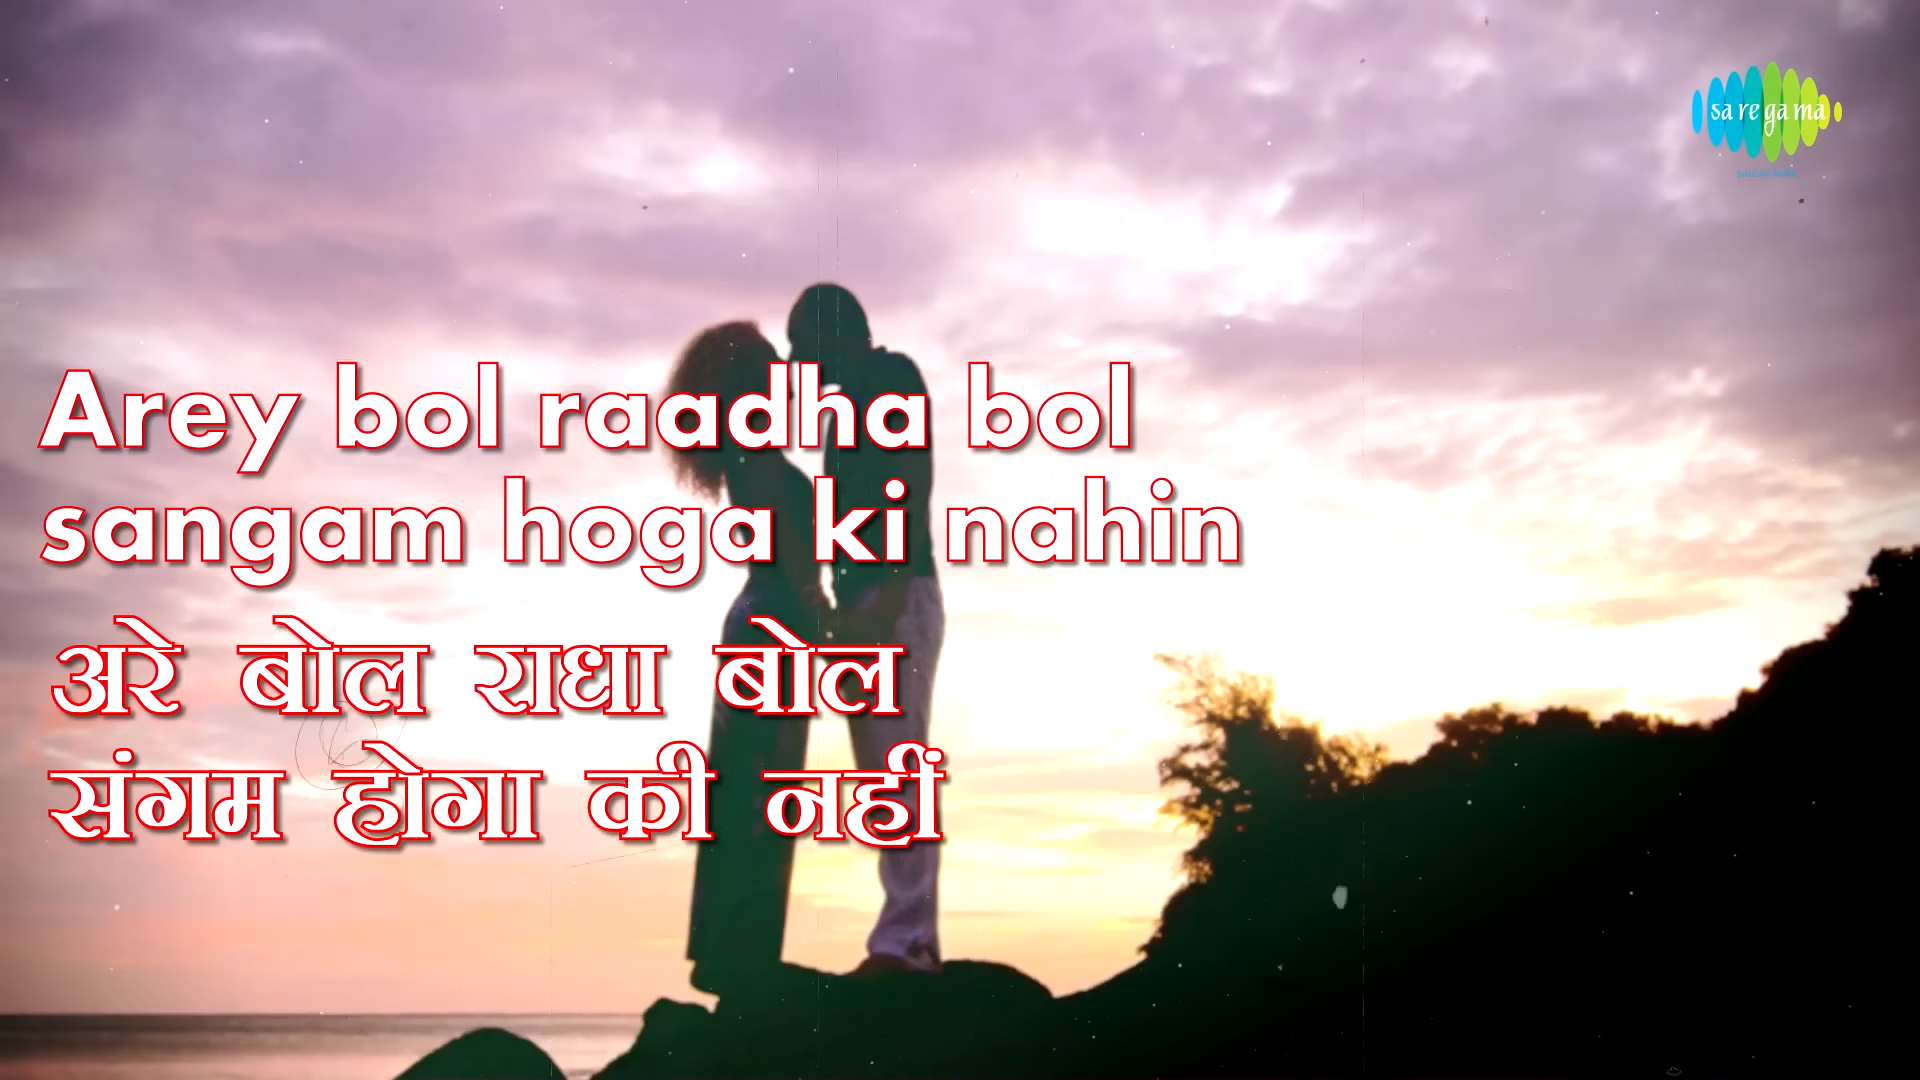 sa re ga ma
Arey bol raadha bol
sangam hoga ki nahin
अरे बोल राधा बोल
संगम होगा की नहीं